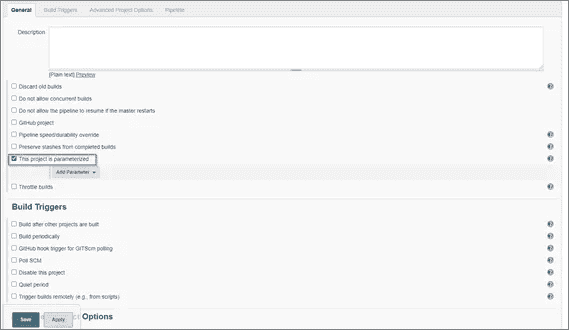 General Build Triggers Advanced Project Options Pipeline
Description
[Plain text] Preview
Discard old builds
Do not allow concurrent builds
Do not allow the pipeline to resume if the master restarts
GitHub project
Pipeline speed/durability override
Preserve stashes from completed builds
This project is parameterized
Add Parameter
Throttle builds
Build Triggers
Build after other projects are built
Build periodically
GitHub hook trigger for GITScm polling
Poll SCM
Disable this project
Quiet period
Trigger builds remotely (e.g., from scripts)
Options
Save Apply